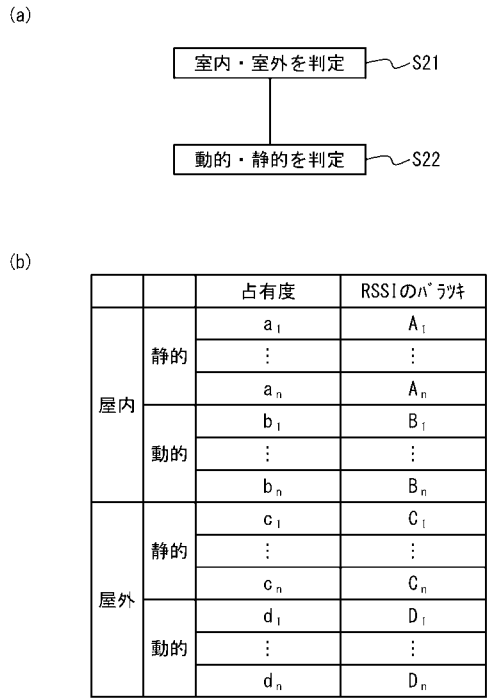 (a)
室内・室外を判定 S21
動的・静的を判定 S22
(b)
占有度 RSSIのバラツキ
屋内 静的 a1 A1
⋮ ⋮
an An
動的 b1 B1
⋮ ⋮
bn Bn
屋外 静的 c1 C1
⋮ ⋮
cn Cn
動的 d1 D1
⋮ ⋮
dn Dn